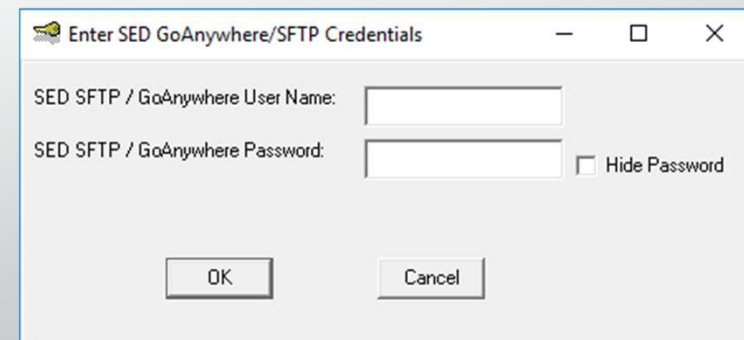 Enter SED GoAnywhere/SFTP Credentials
SED SFTP / GoAnywhere User Name:
SED SFTP / GoAnywhere Password:
Hide Password
OK
Cancel